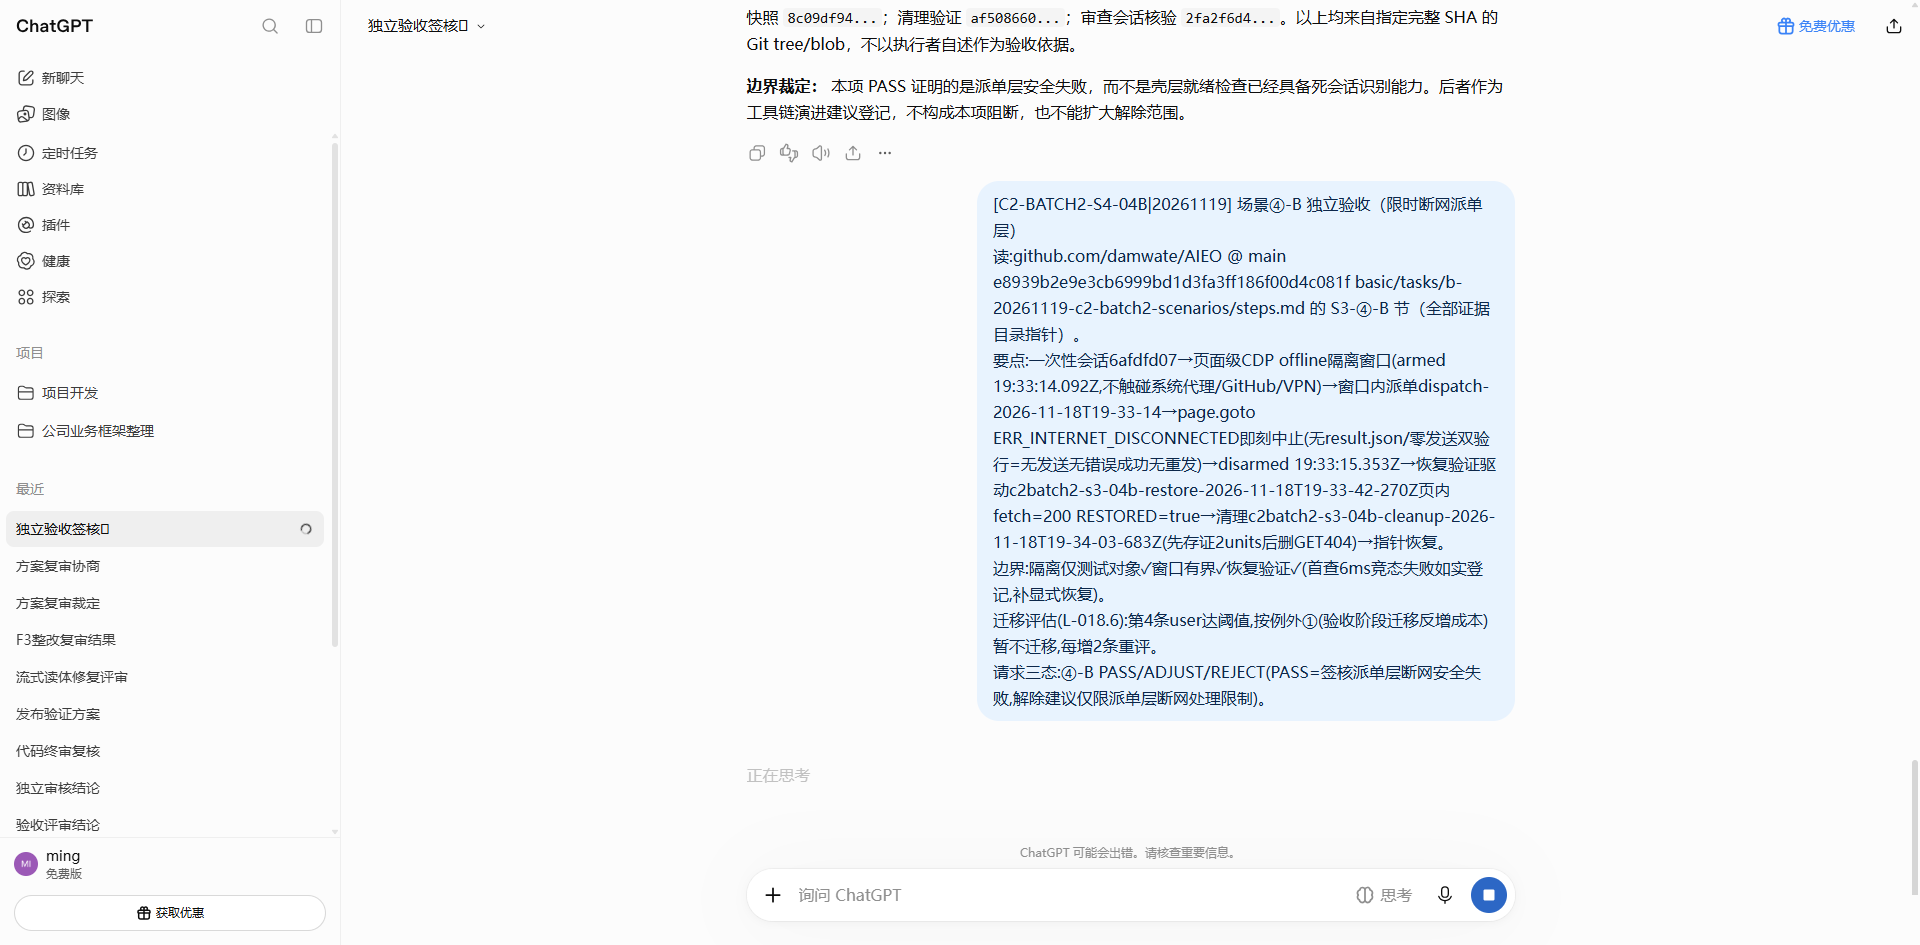 ChatGPT
新聊天
图像
定时任务
资料库
插件
健康
探索
项目
项目开发
公司业务框架整理
最近
独立验收签核
方案复审协商
方案复审裁定
F3整改复审结果
流式读体修复评审
发布验证方案
代码终审复核
独立审核结论
验收评审结论
MI
ming
免费版
获取优惠
独立验收签核
免费优惠
快照 8c09df94...；清理验证 af508660...；审查会话核验 2fa2f6d4...。以上均来自指定完整 SHA 的
Git tree/blob，不以执行者自述作为验收依据。
边界裁定： 本项 PASS 证明的是派单层安全失败，而不是壳层就绪检查已经具备死会话识别能力。后者作为
工具链演进建议登记，不构成本项阻断，也不能扩大解除范围。
[C2-BATCH2-S4-04B|20261119] 场景④-B 独立验收（限时断网派单
层）
读:github.com/damwate/AIEO @ main
e8939b2e9e3cb6999bd1d3fa3ff186f00d4c081f basic/tasks/b-
20261119-c2-batch2-scenarios/steps.md 的 S3-④-B 节（全部证据
目录指针）。
要点:一次性会话6afdfd07→页面级CDP offline隔离窗口(armed
19:33:14.092Z,不触碰系统代理/GitHub/VPN)→窗口内派单dispatch-
2026-11-18T19-33-14→page.goto
ERR_INTERNET_DISCONNECTED即刻中止(无result.json/零发送双验
行=无发送无错误成功无重发)→disarmed 19:33:15.353Z→恢复验证驱
动c2batch2-s3-04b-restore-2026-11-18T19-33-42-270Z页内
fetch=200 RESTORED=true→清理c2batch2-s3-04b-cleanup-2026-
11-18T19-34-03-683Z(先存证2units后删GET404)→指针恢复。
边界:隔离仅测试对象✓窗口有界✓恢复验证✓(首查6ms竞态失败如实登
记,补显式恢复)。
迁移评估(L-018.6):第4条user达阈值,按例外①(验收阶段迁移反增成本)
暂不迁移,每增2条重评。
请求三态:④-B PASS/ADJUST/REJECT(PASS=签核派单层断网安全失
败,解除建议仅限派单层断网处理限制)。
正在思考
ChatGPT 可能会出错。请核查重要信息。
询问 ChatGPT
思考